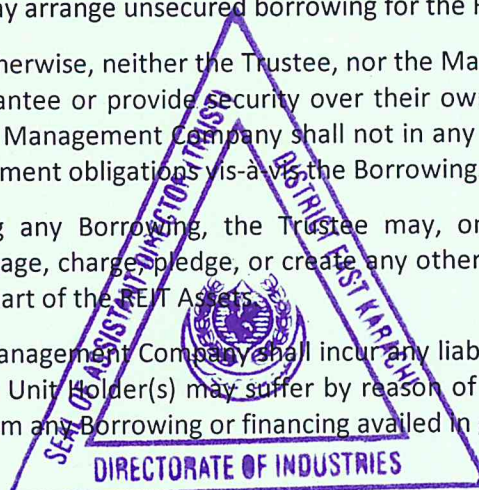 ay arrange unsecured borrowing for the R
herwise, neither the Trustee, nor the Ma
antee or provide security over their ow
Management Company shall not in any
ment obligations vis-à-vis the Borrowing
g any Borrowing, the Trustee may, on
age, charge, pledge, or create any other
art of the REIT Assets.
anagement Company shall incur any liab
Unit Holder(s) may suffer by reason of
m any Borrowing or financing availed in
SEAL OF ASSISTANT DIRECTOR (TRUST)
DISTRICT EAST KARACHI
DIRECTORATE OF INDUSTRIES